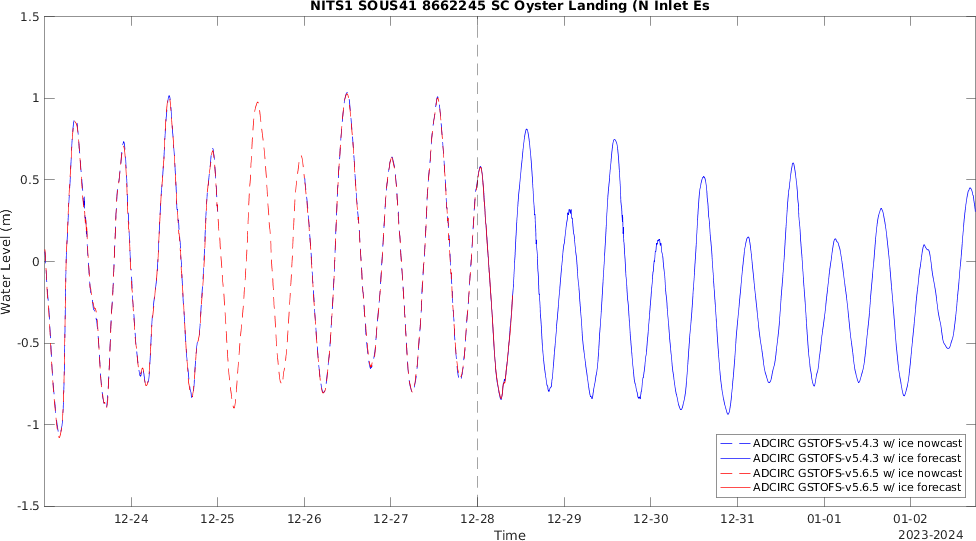 NITS1 SOUS41 8662245 SC Oyster Landing (N Inlet Es
1.5
1
0.5
0
-0.5
-1
-1.5
Water Level (m)
12-24 12-25 12-26 12-27 12-28 12-29 12-30 12-31 01-01 01-02
Time
2023-2024
ADCIRC GSTOFS-v5.4.3 w/ ice nowcast
ADCIRC GSTOFS-v5.4.3 w/ ice forecast
ADCIRC GSTOFS-v5.6.5 w/ ice nowcast
ADCIRC GSTOFS-v5.6.5 w/ ice forecast